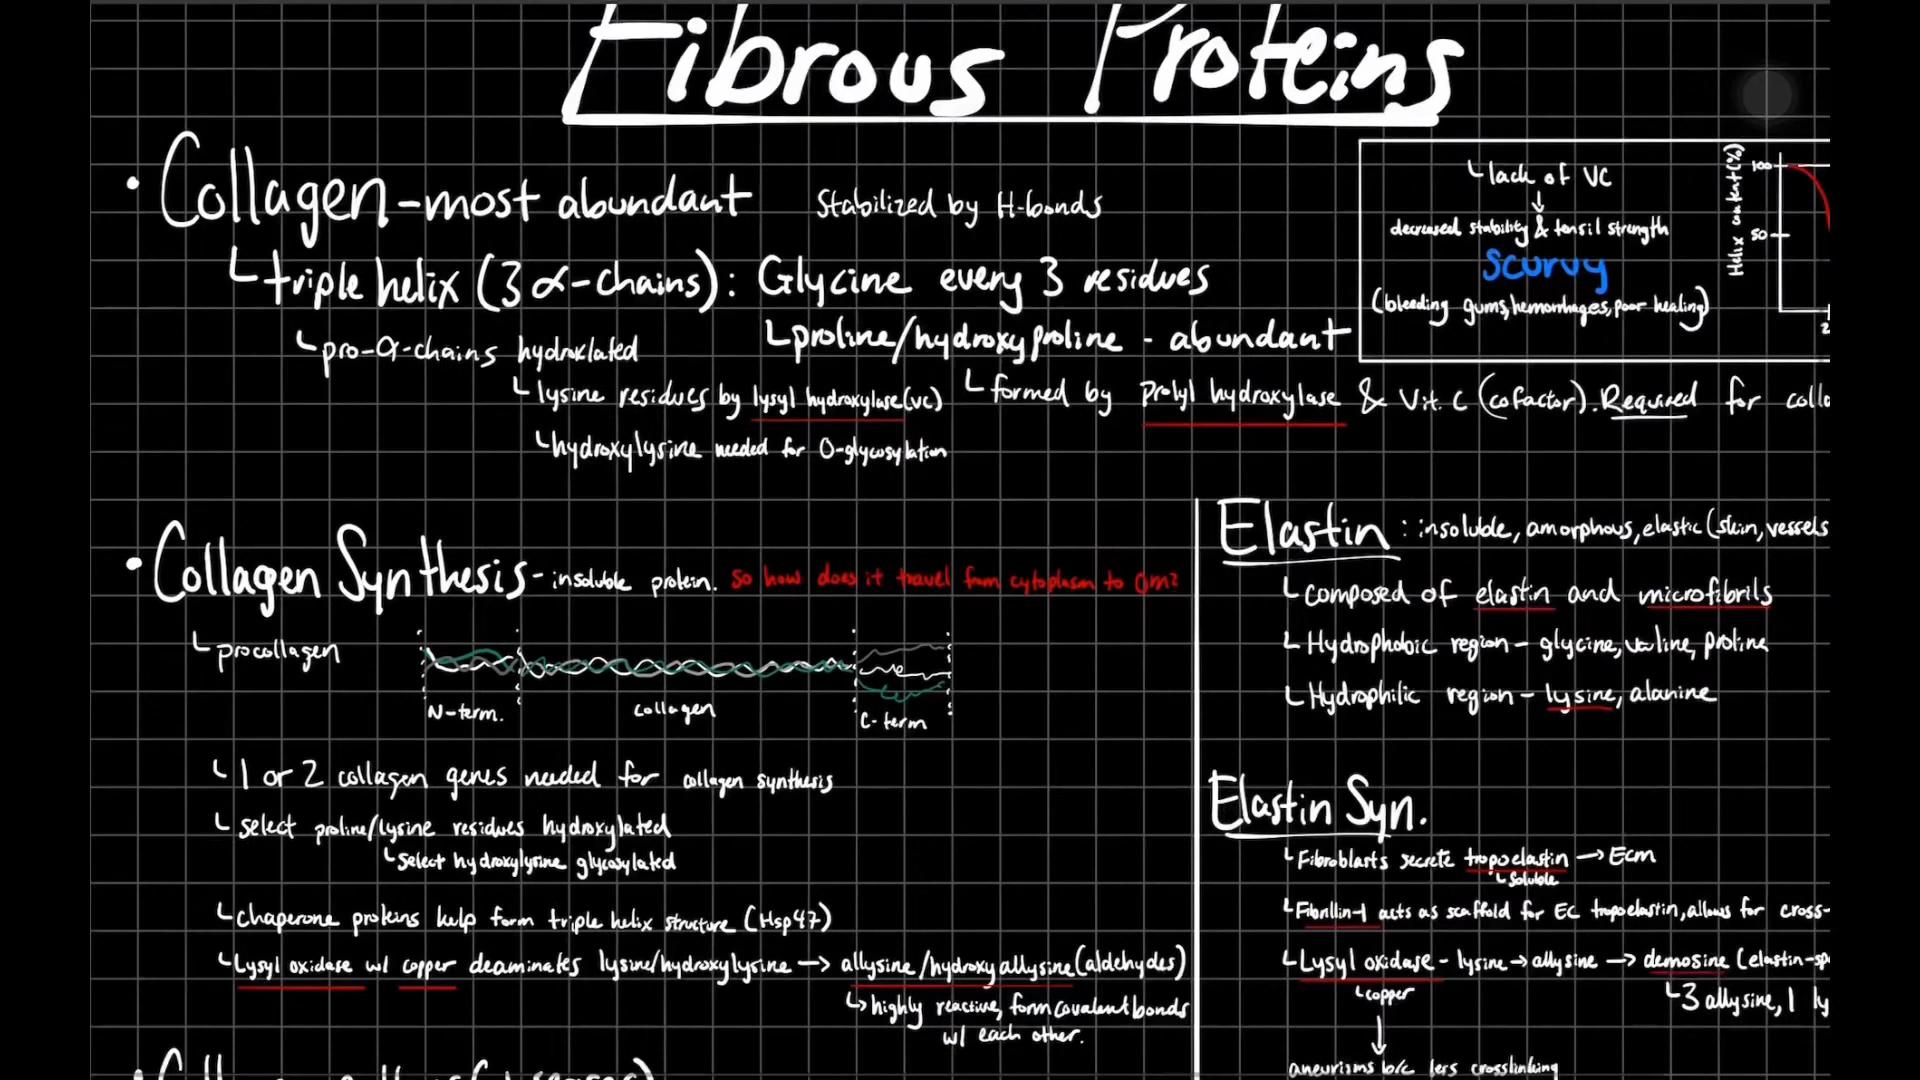 Fibrous Proteins
• Collagen - most abundant Stabilized by H-bonds
↳ triple helix (3 α-chains): Glycine every 3 residues
↳ proline/hydroxyproline - abundant
↳ pro-α-chains hydroxlated
↳ lysine residues by lysyl hydroxylase (VC)
↳ formed by prolyl hydroxylase & Vit. C (cofactor). Required for colla
↳ hydroxylysine needed for O-glycosylation
↳ lack of VC
↓
decreased stability & tensil strength
Scurvy
(bleeding gums, hemorrhages, poor healing)
Helix content (%)
100
50
2
• Collagen Synthesis - insoluble protein. So how does it travel from cytoplasm to
↳ procollagen
N-term. collagen C-term
↳ 1 or 2 collagen genes needed for collagen synthesis
↳ select proline/lysine residues hydroxylated
↳ select hydroxylysine glycosylated
↳ chaperone proteins help form triple helix structure (Hsp47)
↳ Lysyl oxidase w/ copper deaminates lysine/hydroxylysine → allysine/hydroxyallysine (aldehydes)
↳ highly reactive, form covalent bonds
w/ each other.
Elastin: insoluble, amorphous, elastic (skin, vessels
↳ composed of elastin and microfibrils
↳ Hydrophobic region - glycine, valine, proline
↳ Hydrophilic region - lysine, alanine
Elastin Syn.
↳ Fibroblasts secrete tropoelastin → ECM
↳ soluble
↳ Fibrillin-1 acts as scaffold for EC tropoelastin, allows for cross-
↳ Lysyl oxidase - lysine → allysine → demosine (elastin-sp
↳ copper
↳ 3 allysine, 1 ly
↓
aneurisms b/c less crosslinking